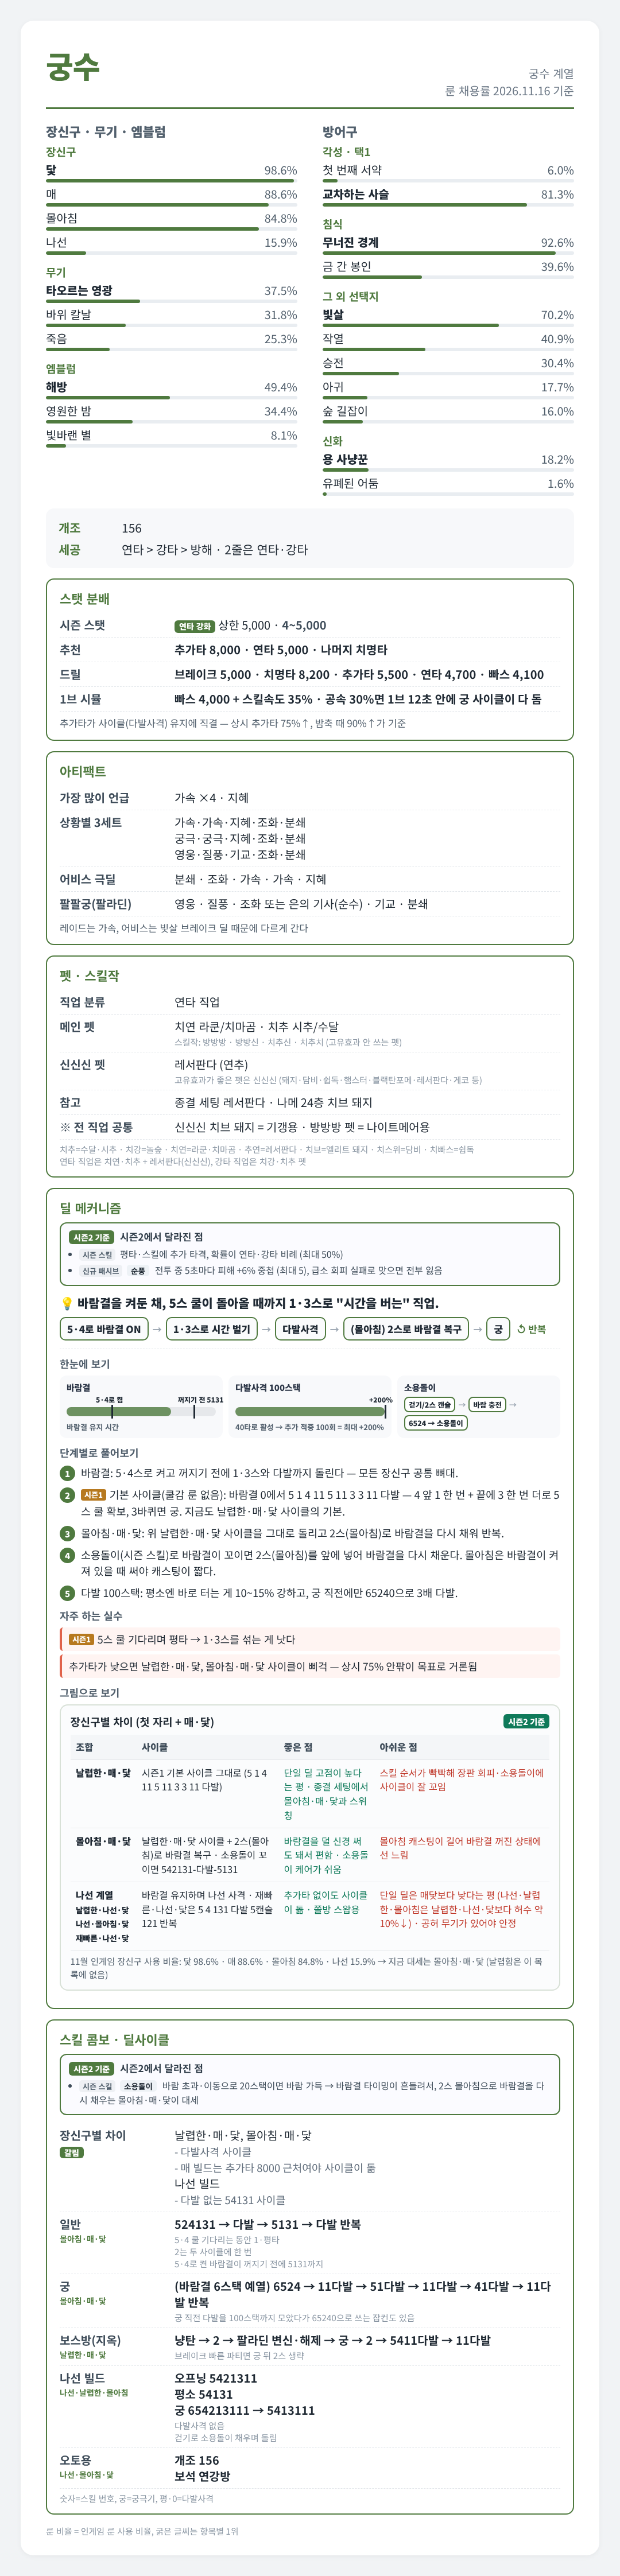 궁수
궁수 계열
룬 채용률 2026.11.16 기준
장신구 · 무기 · 엠블럼
장신구
닻 98.6%
매 88.6%
몰아침 84.8%
나선 15.9%
무기
타오르는 영광 37.5%
바위 칼날 31.8%
죽음 25.3%
엠블럼
해방 49.4%
영원한 밤 34.4%
빛바랜 별 8.1%
방어구
각성 · 택1
첫 번째 서약 6.0%
교차하는 사슬 81.3%
침식
무너진 경계 92.6%
금 간 봉인 39.6%
그 외 선택지
빛살 70.2%
작열 40.9%
승전 30.4%
아귀 17.7%
숲 길잡이 16.0%
신화
용 사냥꾼 18.2%
유폐된 어둠 1.6%
개조 156
세공 연타 > 강타 > 방해 · 2줄은 연타·강타
스탯 분배
시즌 스탯 연타 강화 상한 5,000 · 4~5,000
추천 추가타 8,000 · 연타 5,000 · 나머지 치명타
드릴 브레이크 5,000 · 치명타 8,200 · 추가타 5,500 · 연타 4,700 · 빠스 4,100
1브 시뮬 빠스 4,000 + 스킬속도 35% · 공속 30%면 1브 12초 안에 궁 사이클이 다 돔
추가타가 사이클(다발사격) 유지에 직결 — 상시 추가타 75%↑, 밤축 때 90%↑가 기준
아티팩트
가장 많이 언급 가속 ×4 · 지혜
상황별 3세트 가속·가속·지혜·조화·분쇄
궁극·궁극·지혜·조화·분쇄
영웅·질풍·기교·조화·분쇄
어비스 극딜 분쇄 · 조화 · 가속 · 가속 · 지혜
팔팔궁(팔라딘) 영웅 · 질풍 · 조화 또는 은의 기사(순수) · 기교 · 분쇄
레이드는 가속, 어비스는 빛살 브레이크 딜 때문에 다르게 간다
펫 · 스킬작
직업 분류 연타 직업
메인 펫 치연 라쿤/치마곰 · 치추 시추/수달
스킬작: 방방방 · 방방신 · 치추신 · 치추치 (고유효과 안 쓰는 펫)
신신신 펫 레서판다 (연추)
고유효과가 좋은 펫은 신신신 (돼지·담비·쉽독·햄스터·블랙탄포메·레서판다·게코 등)
참고 종결 세팅 레서판다 · 나메 24층 치브 돼지
※ 전 직업 공통 신신신 치브 돼지 = 기갱용 · 방방방 펫 = 나이트메어용
치추=수달·시추 · 치강=놀숲 · 치연=라쿤·치마곰 · 추연=레서판다 · 치브=엘리트 돼지 · 치스위=담비 · 치빠스=쉽독
연타 직업은 치연·치추 + 레서판다(신신신), 강타 직업은 치강·치추 펫
딜 메커니즘
시즌2 기준 시즌2에서 달라진 점
• 시즌 스킬 평타·스킬에 추가 타격, 확률이 연타·강타 비례 (최대 50%)
• 신규 패시브 순풍 전투 중 5초마다 피해 +6% 중첩 (최대 5), 급소 회피 실패로 맞으면 전부 잃음
💡 바람결을 켜둔 채, 5스 쿨이 돌아올 때까지 1·3스로 "시간을 버는" 직업.
5·4로 바람결 ON → 1·3스로 시간 벌기 → 다발사격 → (몰아침) 2스로 바람결 복구 → 궁 ↺ 반복
한눈에 보기
바람결
5·4로 켬 꺼지기 전 5131
바람결 유지 시간
다발사격 100스택
+200%
40타로 활성 → 추가 적중 100회 = 최대 +200%
소용돌이
걷기/2스 캔슬 → 바람 충전 →
6524 → 소용돌이
단계별로 풀어보기
1 바람결: 5·4스로 켜고 꺼지기 전에 1·3스와 다발까지 돌린다 — 모든 장신구 공통 뼈대.
2 시즌1 기본 사이클(쿨감 룬 없음): 바람결 0에서 5 1 4 11 5 11 3 3 11 다발 — 4 앞 1 한 번 + 끝에 3 한 번 더로 5
스 쿨 확보, 3바퀴면 궁. 지금도 날렵함·매·닻 사이클의 기본.
3 몰아침·매·닻: 위 날렵함·매·닻 사이클을 그대로 돌리고 2스(몰아침)로 바람결을 다시 채워 반복.
4 소용돌이(시즌 스킬)로 바람결이 꼬이면 2스(몰아침)를 앞에 넣어 바람결을 다시 채운다. 몰아침은 바람결이 켜
져 있을 때 써야 캐스팅이 짧다.
5 다발 100스택: 평소엔 바로 터는 게 10~15% 강하고, 궁 직전에만 65240으로 3배 다발.
자주 하는 실수
시즌1 5스 쿨 기다리며 평타 → 1·3스를 섞는 게 낫다
추가타가 낮으면 날렵함·매·닻, 몰아침·매·닻 사이클이 삐걱 — 상시 75% 안팎이 목표로 거론됨
그림으로 보기
장신구별 차이 (첫 자리 + 매·닻) 시즌2 기준
조합 사이클 좋은 점 아쉬운 점
날렵함·매·닻 시즌1 기본 사이클 그대로 (5 1 4
11 5 11 3 3 11 다발)
단일 딜 고점이 높다
는 평 · 종결 세팅에서
몰아침·매·닻과 스위
칭
스킬 순서가 빡빡해 장판 회피·소용돌이에
사이클이 잘 꼬임
몰아침·매·닻 날렵함·매·닻 사이클 + 2스(몰아
침)로 바람결 복구 · 소용돌이 꼬
이면 542131-다발-5131
바람결을 덜 신경 써
도 돼서 편함 · 소용돌
이 케어가 쉬움
몰아침 캐스팅이 길어 바람결 꺼진 상태에
선 느림
나선 계열
날렵함·나선·닻
나선·몰아침·닻
재빠른·나선·닻
바람결 유지하며 나선 사격 · 재빠
른·나선·닻은 5 4 131 다발 5캔슬
121 반복
추가타 없이도 사이클
이 돎 · 쫄방 스왑용
단일 딜은 매닻보다 낮다는 평 (나선·날렵
함·몰아침은 날렵함·나선·닻보다 허수 약
10%↓) · 공허 무기가 있어야 안정
11월 인게임 장신구 사용 비율: 닻 98.6% · 매 88.6% · 몰아침 84.8% · 나선 15.9% → 지금 대세는 몰아침·매·닻 (날렵함은 이 목
록에 없음)
스킬 콤보 · 딜사이클
시즌2 기준 시즌2에서 달라진 점
• 시즌 스킬 소용돌이 바람 초과·이동으로 20스택이면 바람 가득 → 바람결 타이밍이 흔들려서, 2스 몰아침으로 바람결을 다
시 채우는 몰아침·매·닻이 대세
장신구별 차이
갈림
날렵함·매·닻, 몰아침·매·닻
- 다발사격 사이클
- 매 빌드는 추가타 8000 근처여야 사이클이 돎
나선 빌드
- 다발 없는 54131 사이클
일반
몰아침·매·닻
524131 → 다발 → 5131 → 다발 반복
5·4 쿨 기다리는 동안 1·평타
2는 두 사이클에 한 번
5·4로 켠 바람결이 꺼지기 전에 5131까지
궁
몰아침·매·닻
(바람결 6스택 예열) 6524 → 11다발 → 51다발 → 11다발 → 41다발 → 11다
발 반복
궁 직전 다발을 100스택까지 모았다가 65240으로 쓰는 잡컨도 있음
보스방(지옥)
날렵함·매·닻
냥탄 → 2 → 팔라딘 변신·해제 → 궁 → 2 → 5411다발 → 11다발
브레이크 빠른 파티면 궁 뒤 2스 생략
나선 빌드
나선·날렵함·몰아침
오프닝 5421311
평소 54131
궁 654213111 → 5413111
다발사격 없음
걷기로 소용돌이 채우며 돌림
오토용
나선·몰아침·닻
개조 156
보석 연강방
숫자=스킬 번호, 궁=궁극기, 평·0=다발사격
룬 비율 = 인게임 룬 사용 비율, 굵은 글씨는 항목별 1위